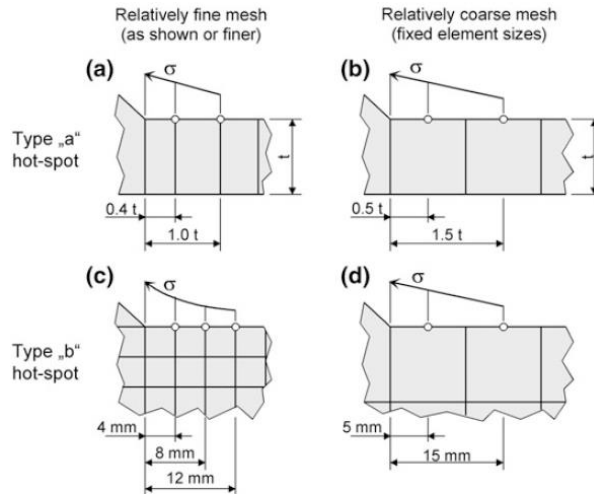 Relatively fine mesh
(as shown or finer)
Relatively coarse mesh
(fixed element sizes)
(a)
σ
(b)
σ
Type „a“
hot-spot
t
t
0.4 t
1.0 t
0.5 t
1.5 t
(c)
σ
(d)
σ
Type „b“
hot-spot
4 mm
8 mm
12 mm
5 mm
15 mm